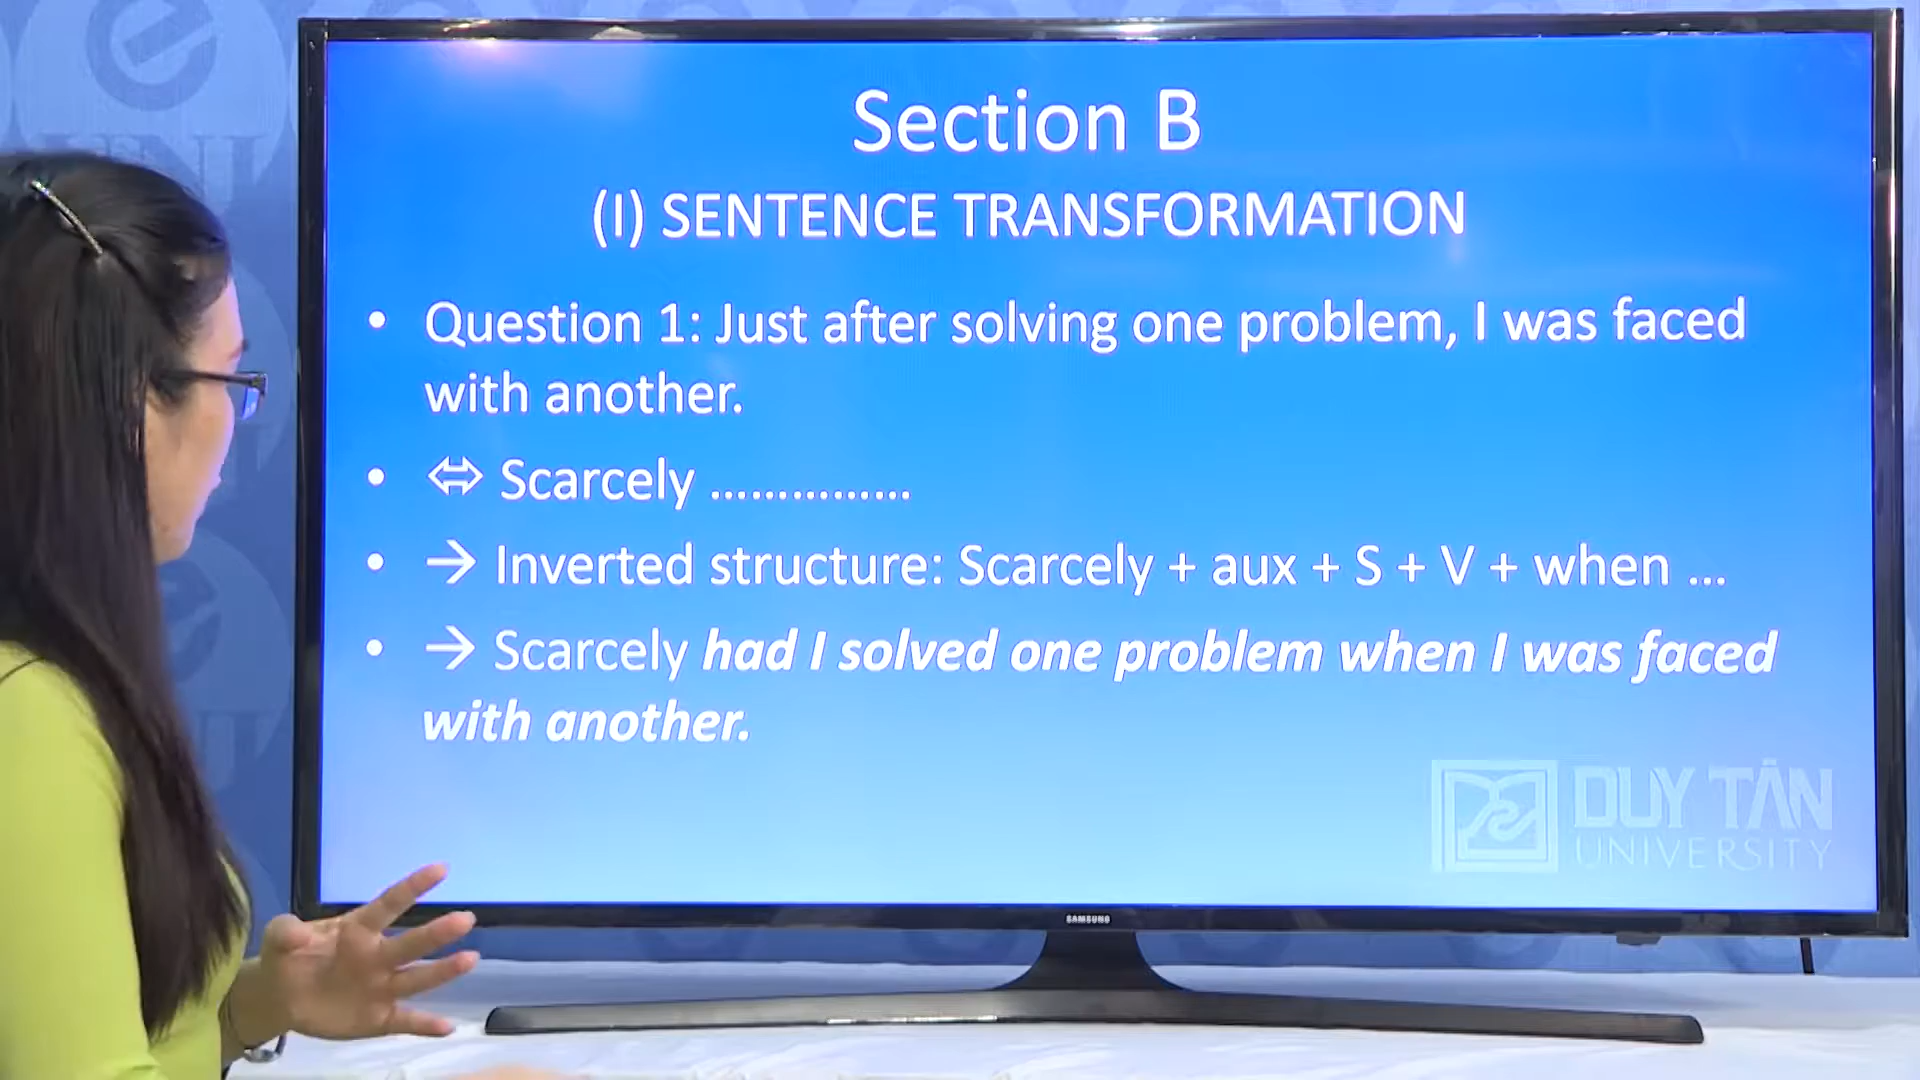 Section B
(I) SENTENCE TRANSFORMATION
• Question 1: Just after solving one problem, I was faced
with another.
• ⬄ Scarcely ...............
• → Inverted structure: Scarcely + aux + S + V + when ...
• → Scarcely had I solved one problem when I was faced
with another.
DUY TÂN
UNIVERSITY
SAMSUNG